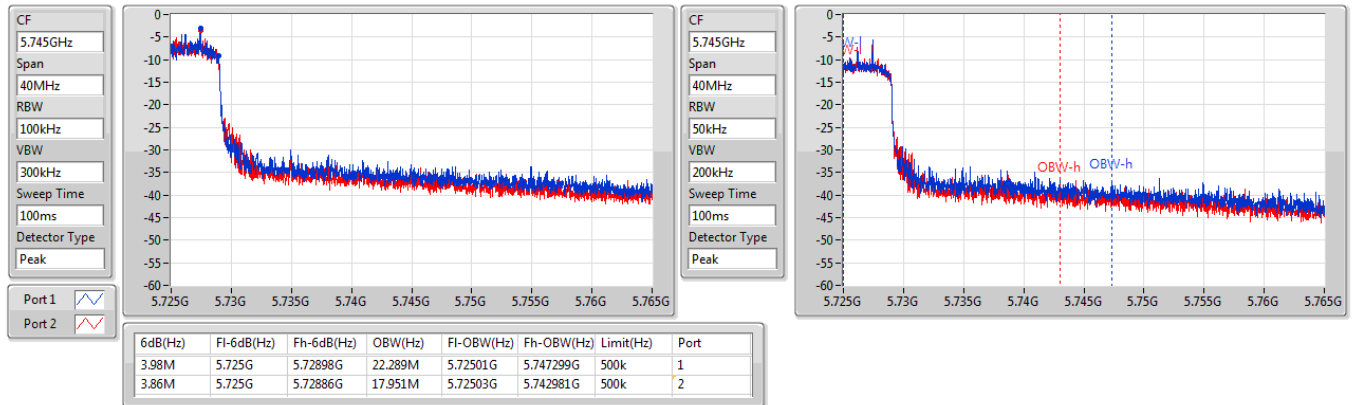 CF
5.745GHz
Span
40MHz
RBW
100kHz
VBW
300kHz
Sweep Time
100ms
Detector Type
Peak
Port 1
Port 2
0
-5
-10
-15
-20
-25
-30
-35
-40
-45
-50
-55
-60
5.725G 5.73G 5.735G 5.74G 5.745G 5.75G 5.755G 5.76G 5.765G
CF
5.745GHz
Span
40MHz
RBW
50kHz
VBW
200kHz
Sweep Time
100ms
Detector Type
Peak
0
-5
-10
-15
-20
-25
-30
-35
-40
-45
-50
-55
-60
OBW-h OBW-h
5.725G 5.73G 5.735G 5.74G 5.745G 5.75G 5.755G 5.76G 5.765G
6dB(Hz) Fl-6dB(Hz) Fh-6dB(Hz) OBW(Hz) Fl-OBW(Hz) Fh-OBW(Hz) Limit(Hz) Port
3.98M 5.725G 5.72898G 22.289M 5.72501G 5.747299G 500k 1
3.86M 5.725G 5.72886G 17.951M 5.72503G 5.742981G 500k 2